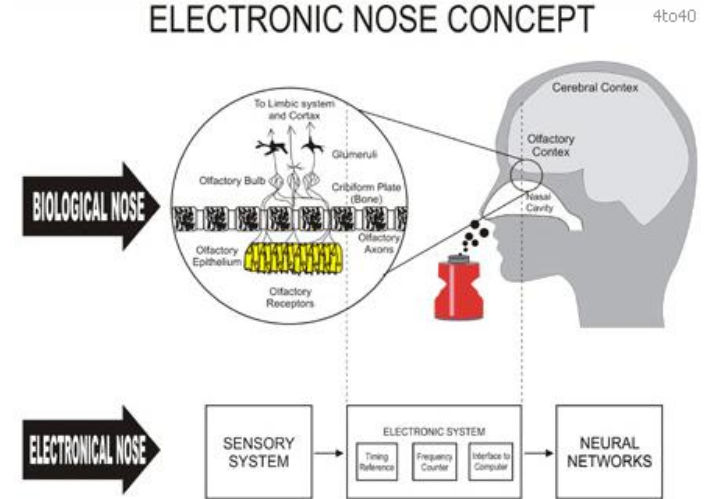 ELECTRONIC NOSE CONCEPT
4to40
Cerebral Contex
To Limbic system
and Cortax
Olfactory
Contex
Glumeruli
Olfactory Bulb
Cribiform Plate
(Bone)
Nasal
Cavity
BIOLOGICAL NOSE
Olfactory
Epithelium
Olfactory
Axons
Olfactory
Receptors
ELECTRONICAL NOSE
SENSORY
SYSTEM
ELECTRONIC SYSTEM
Timing
Reference
Frequency
Counter
Interface to
Computer
NEURAL
NETWORKS